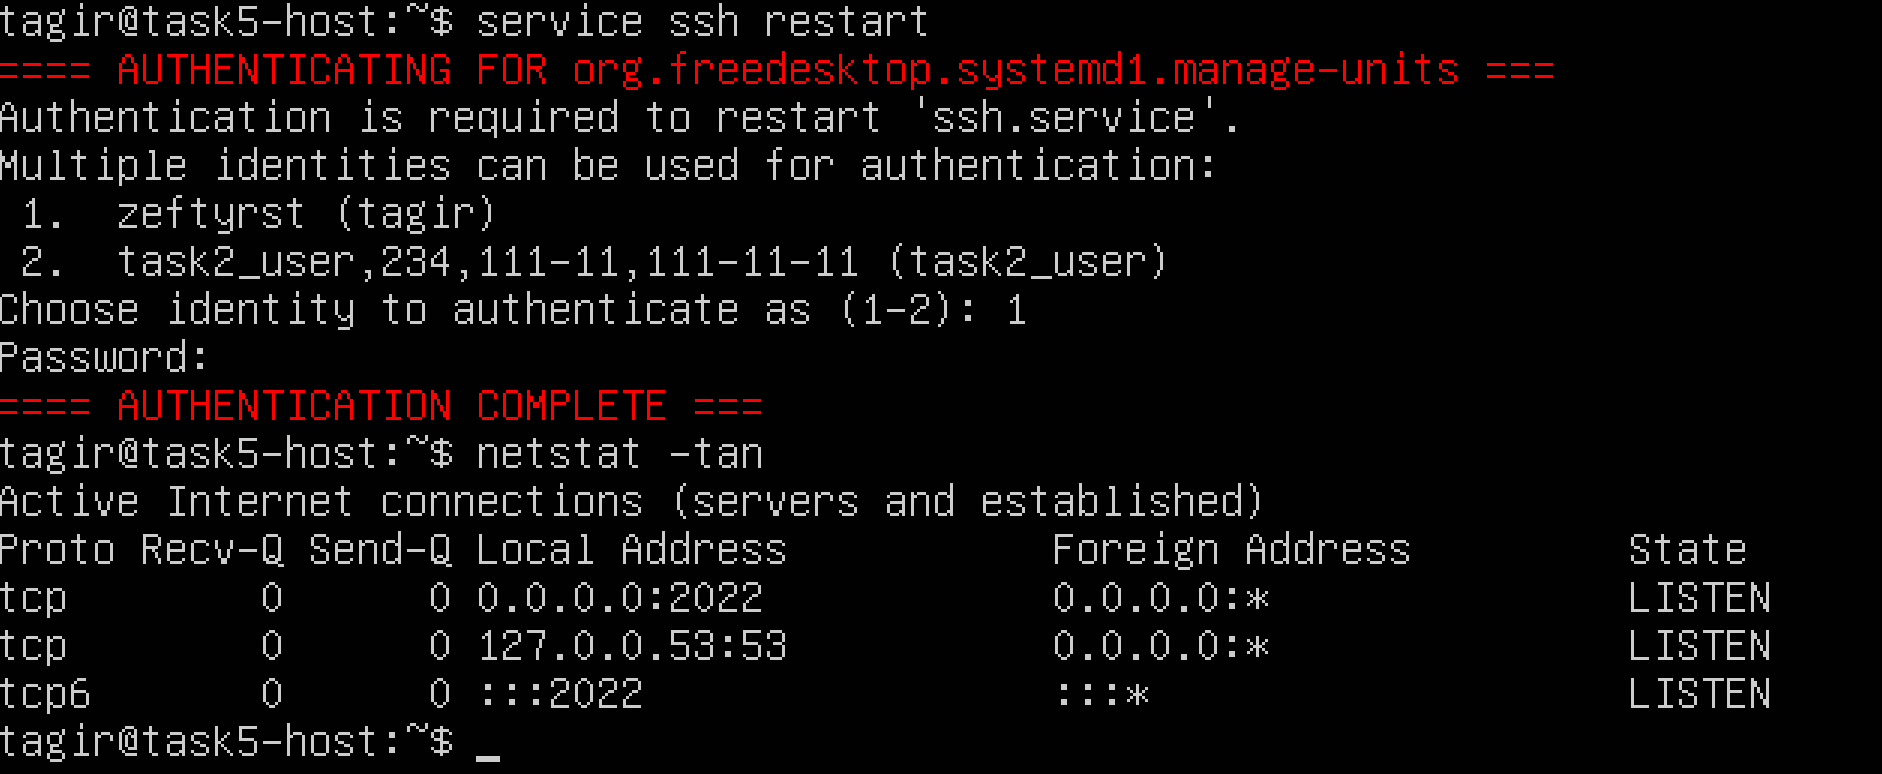 tagir@task5-host:~$ service ssh restart
==== AUTHENTICATING FOR org.freedesktop.systemd1.manage-units ===
Authentication is required to restart 'ssh.service'.
Multiple identities can be used for authentication:
 1.  zeftyrst (tagir)
 2.  task2_user,234,111-11,111-11-11 (task2_user)
Choose identity to authenticate as (1-2): 1
Password:
==== AUTHENTICATION COMPLETE ===
tagir@task5-host:~$ netstat -tan
Active Internet connections (servers and established)
Proto Recv-Q Send-Q Local Address           Foreign Address         State
tcp        0      0 0.0.0.0:2022            0.0.0.0:*               LISTEN
tcp        0      0 127.0.0.53:53           0.0.0.0:*               LISTEN
tcp6       0      0 :::2022                 :::*                    LISTEN
tagir@task5-host:~$ _